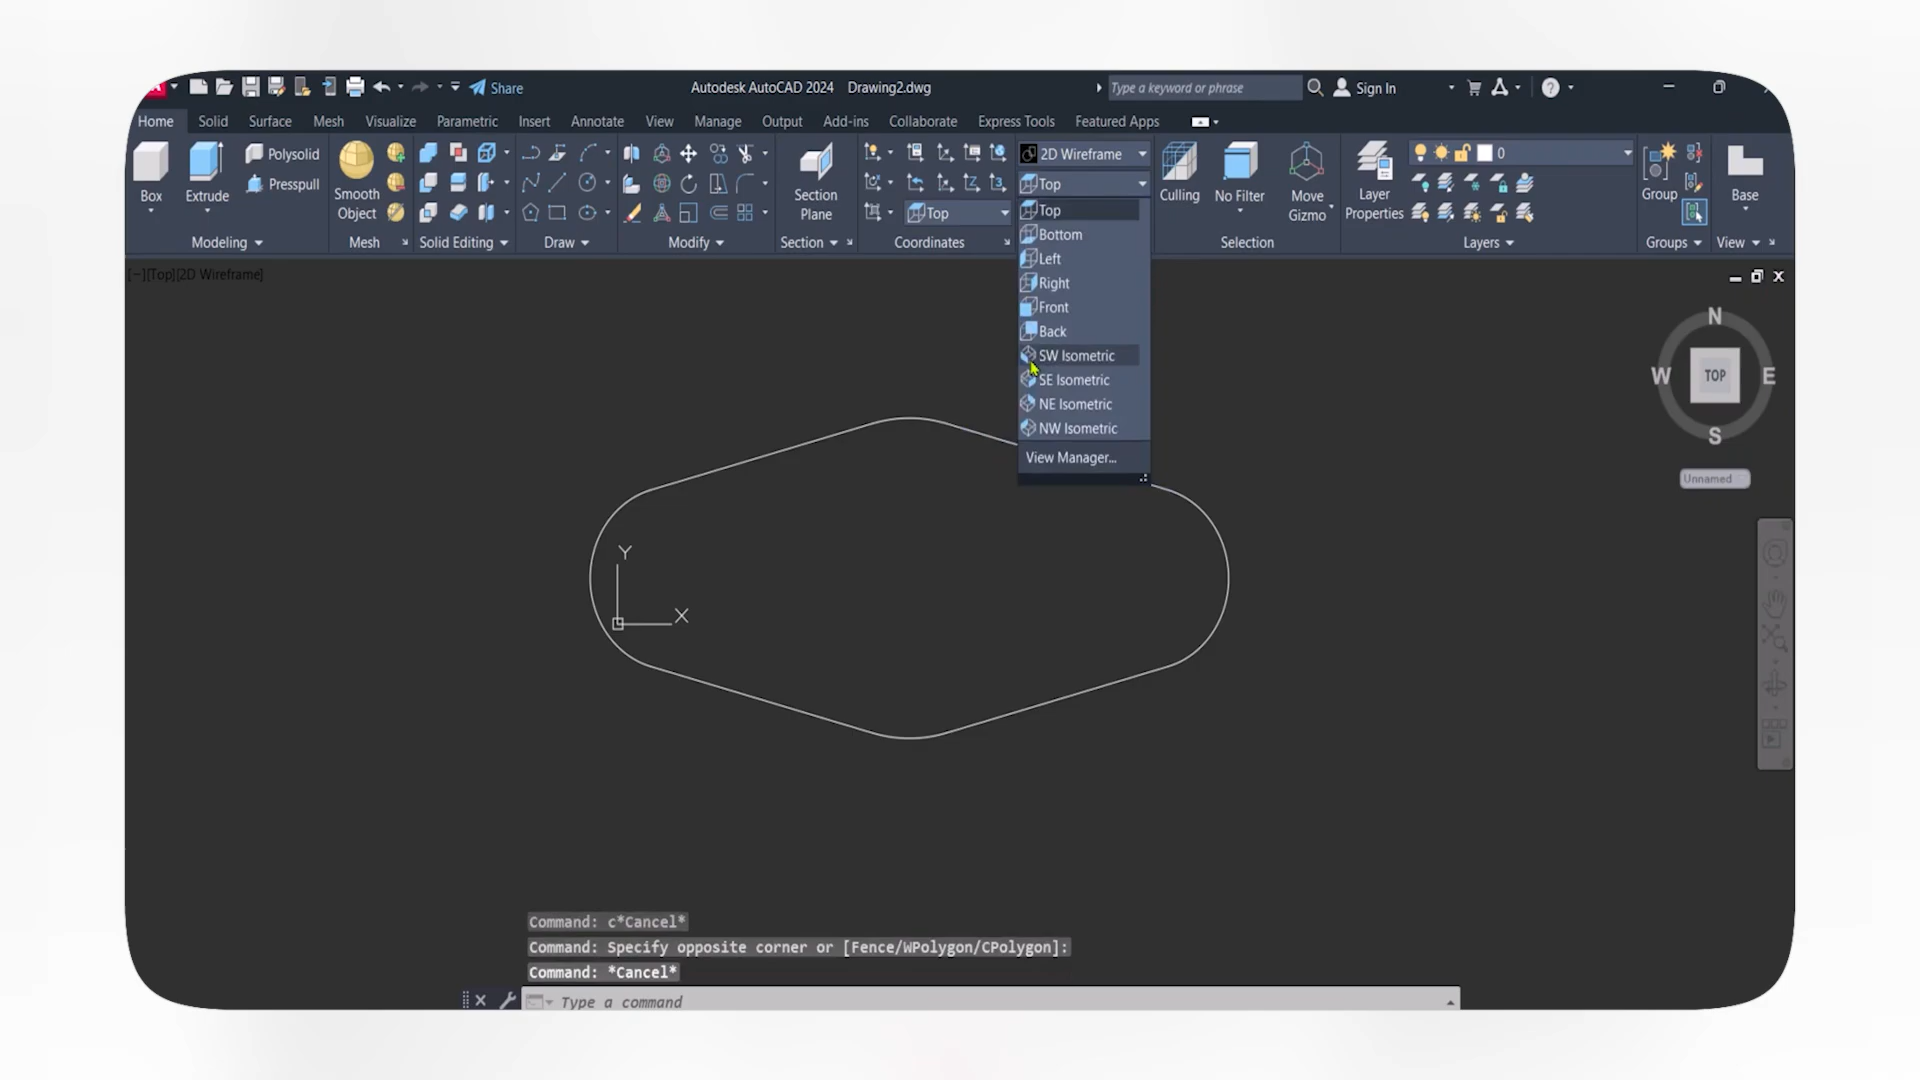 Share
Autodesk AutoCAD 2024 Drawing2.dwg
Type a keyword or phrase
Sign In
Home Solid Surface Mesh Visualize Parametric Insert Annotate View Manage Output Add-ins Collaborate Express Tools Featured Apps
Box
Extrude
Polysolid
Presspull
Smooth
Object
Section
Plane
Top
2D Wireframe
Top
Culling
No Filter
Move
Gizmo
Layer
Properties
0
Group
Base
Modeling
Mesh
Solid Editing
Draw
Modify
Section
Coordinates
Selection
Layers
Groups
View
Top
Bottom
Left
Right
Front
Back
SW Isometric
SE Isometric
NE Isometric
NW Isometric
View Manager...
[−][Top][2D Wireframe]
N
W TOP E
S
Unnamed
Y
X
Command: c*Cancel*
Command: Specify opposite corner or [Fence/WPolygon/CPolygon]:
Command: *Cancel*
Type a command